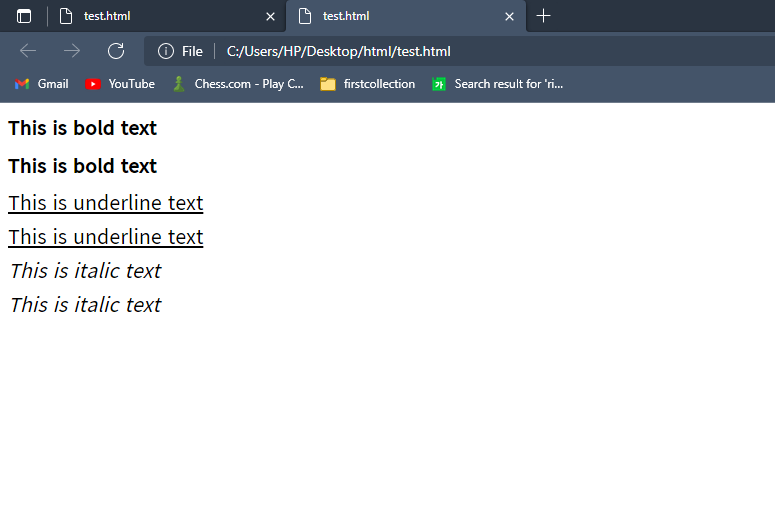 test.html test.html
File C:/Users/HP/Desktop/html/test.html
Gmail YouTube Chess.com - Play C... firstcollection 가 Search result for 'ri...
This is bold text
This is bold text
This is underline text
This is underline text
This is italic text
This is italic text